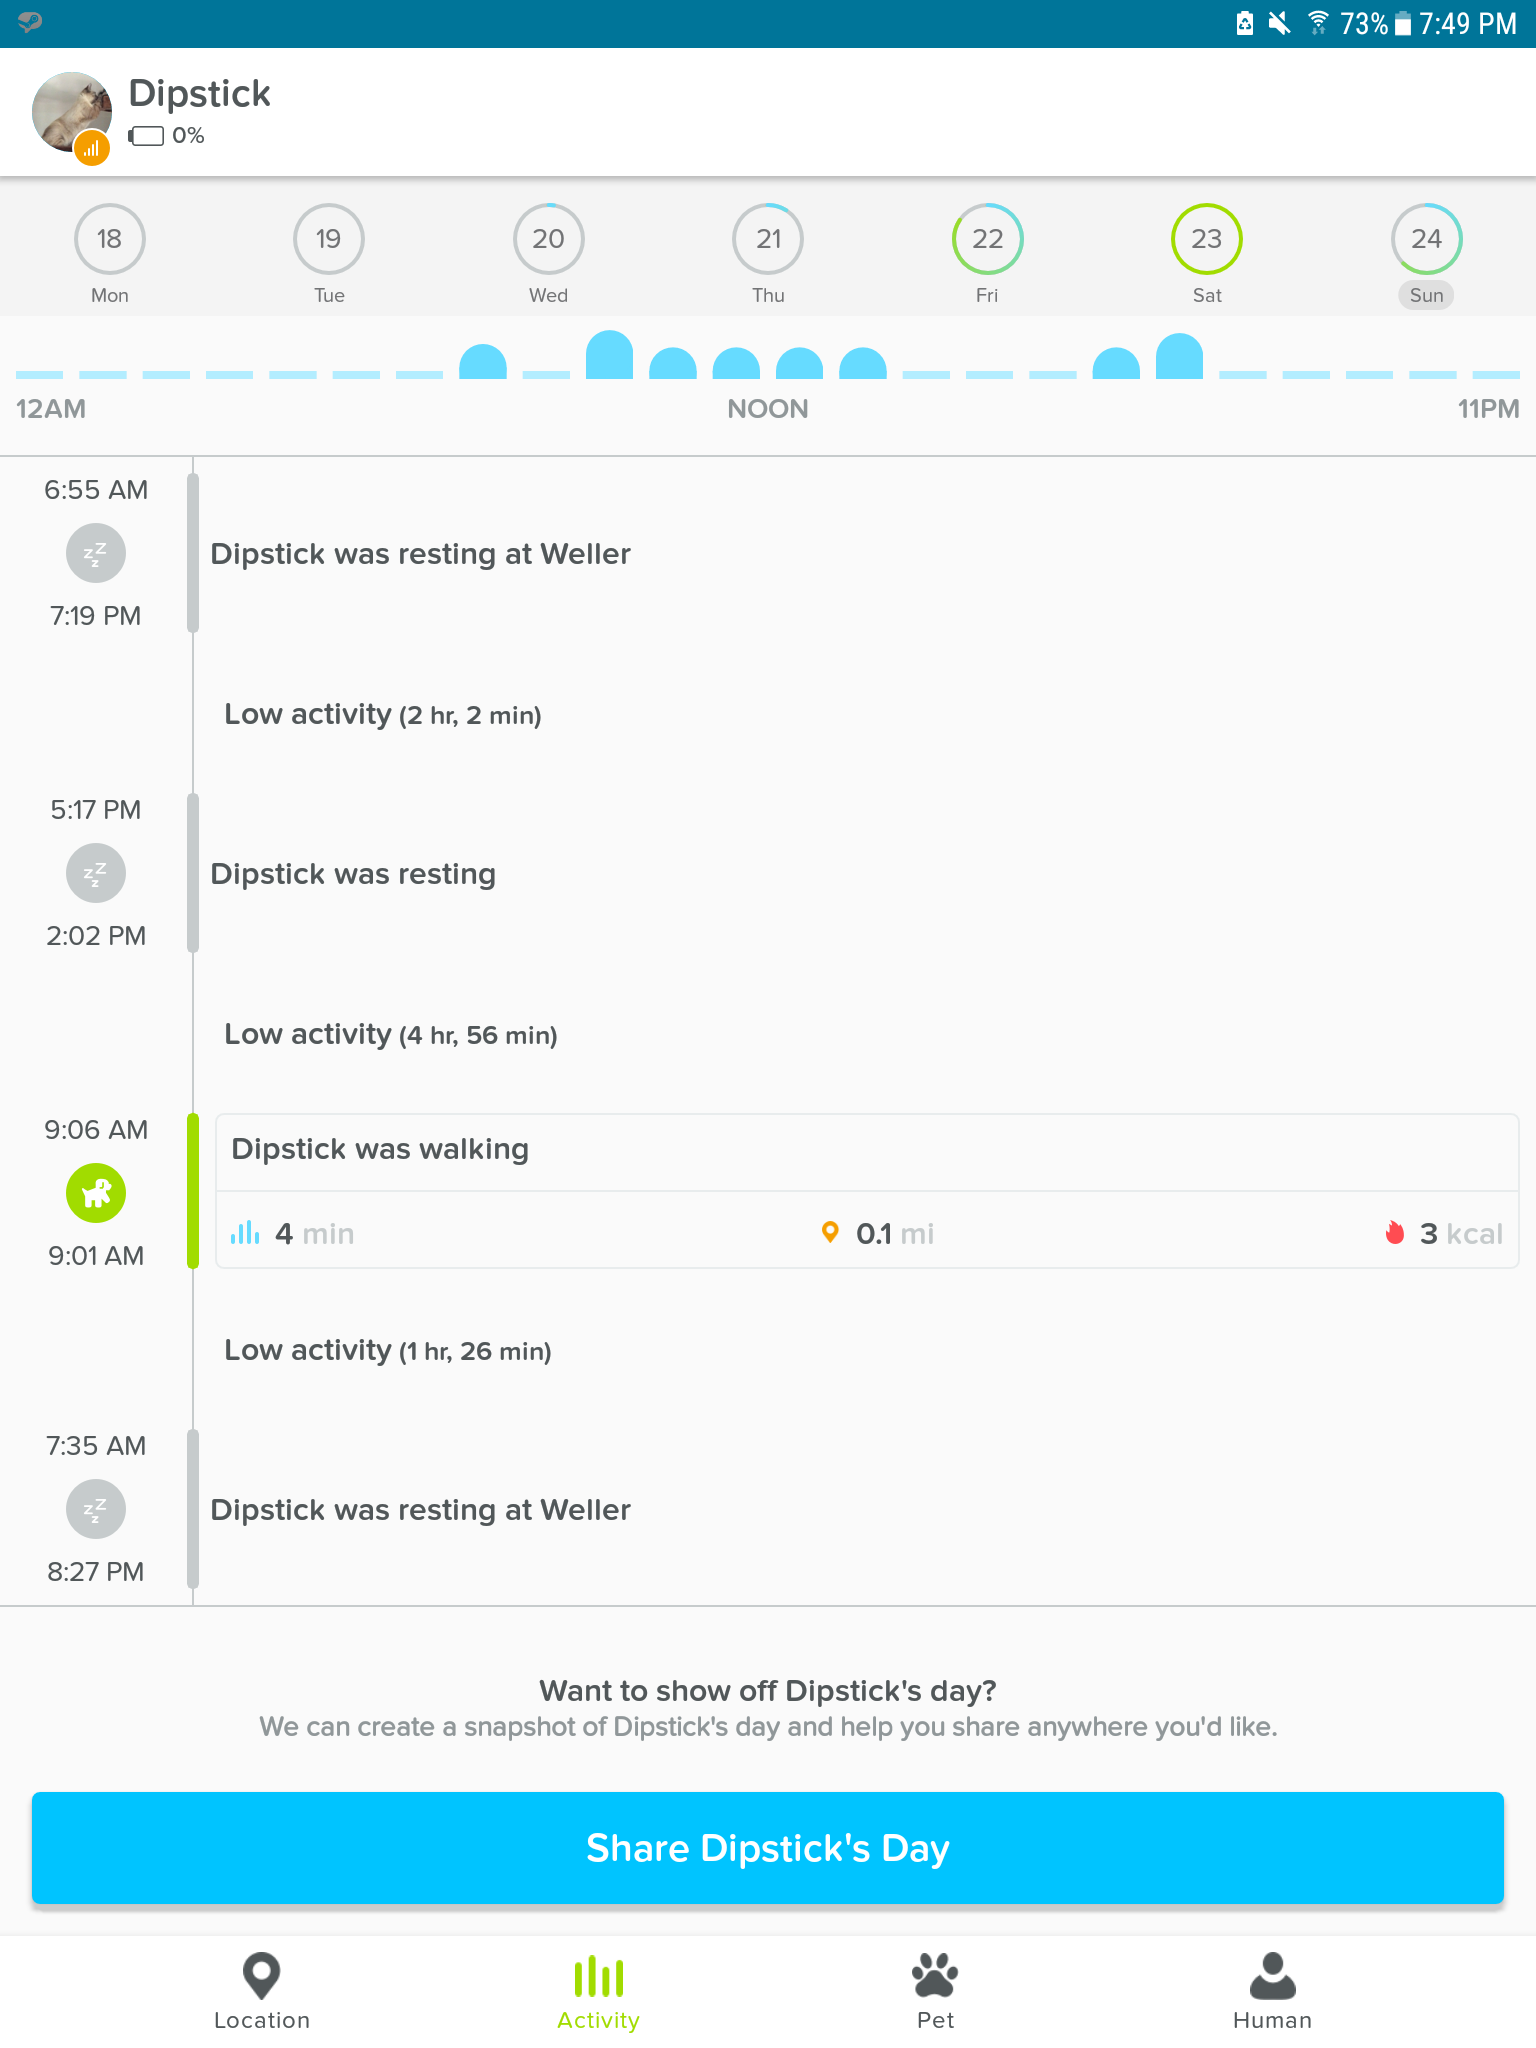 73% 7:49 PM
Dipstick
0%
18 19 20 21 22 23 24
Mon Tue Wed Thu Fri Sat Sun
12AM NOON 11PM
6:55 AM
zzz
Dipstick was resting at Weller
7:19 PM
Low activity (2 hr, 2 min)
5:17 PM
zzz
Dipstick was resting
2:02 PM
Low activity (4 hr, 56 min)
9:06 AM
Dipstick was walking
4 min 0.1 mi 3 kcal
9:01 AM
Low activity (1 hr, 26 min)
7:35 AM
zzz
Dipstick was resting at Weller
8:27 PM
Want to show off Dipstick's day?
We can create a snapshot of Dipstick's day and help you share anywhere you'd like.
Share Dipstick's Day
Location Activity Pet Human